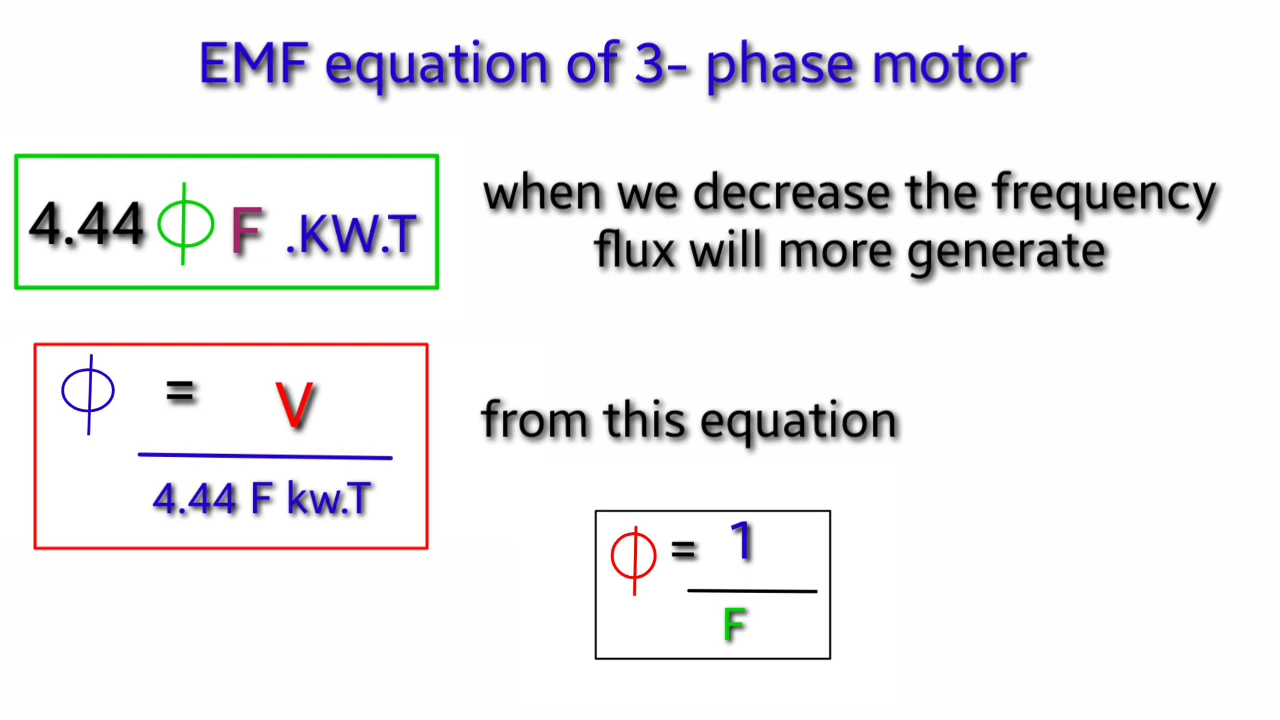 EMF equation of 3- phase motor
4.44 ϕ F .KW.T
when we decrease the frequency
flux will more generate
ϕ = V
4.44 F kw.T
from this equation
ϕ = 1
F